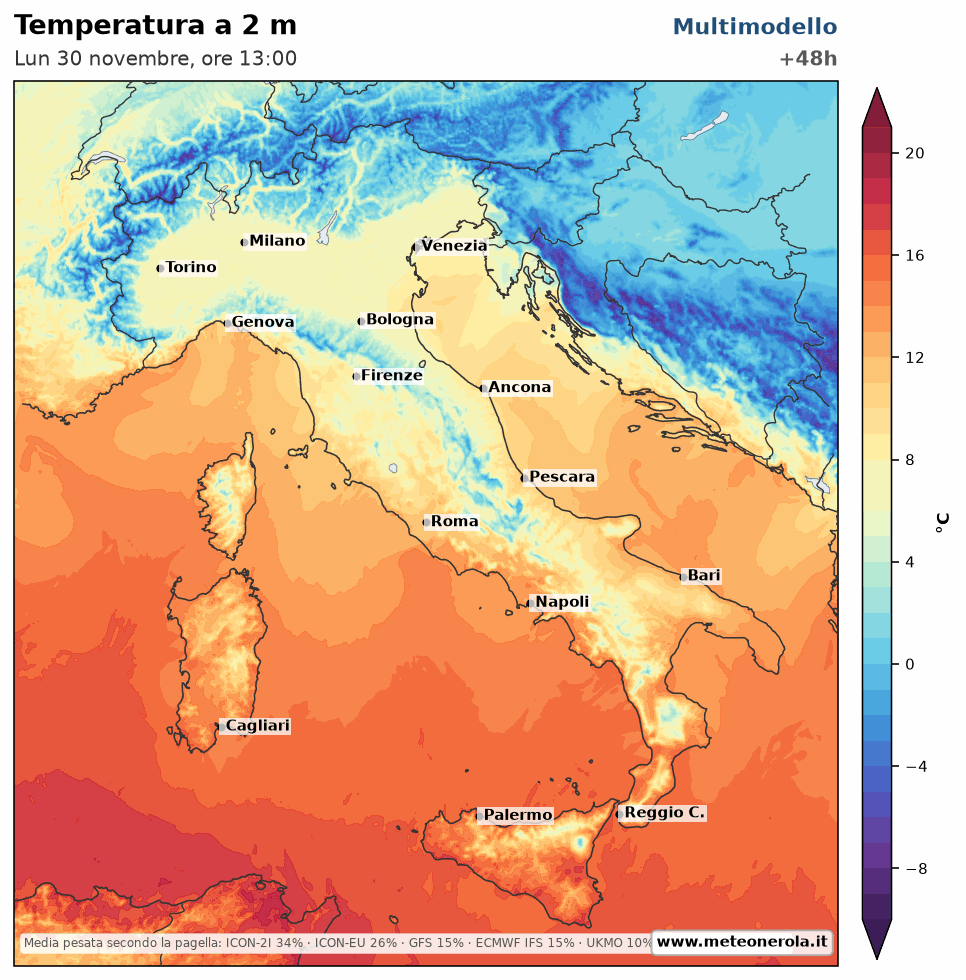 Temperatura a 2 m
Multimodello
Lun 30 novembre, ore 13:00
+48h
Milano
Venezia
Torino
Genova
Bologna
Firenze
Ancona
Pescara
Roma
Bari
Napoli
Cagliari
Palermo
Reggio C.
20
16
12
8
4
0
−4
−8
°C
Media pesata secondo la pagella: ICON-2I 34% · ICON-EU 26% · GFS 15% · ECMWF IFS 15% · UKMO 10%
www.meteonerola.it